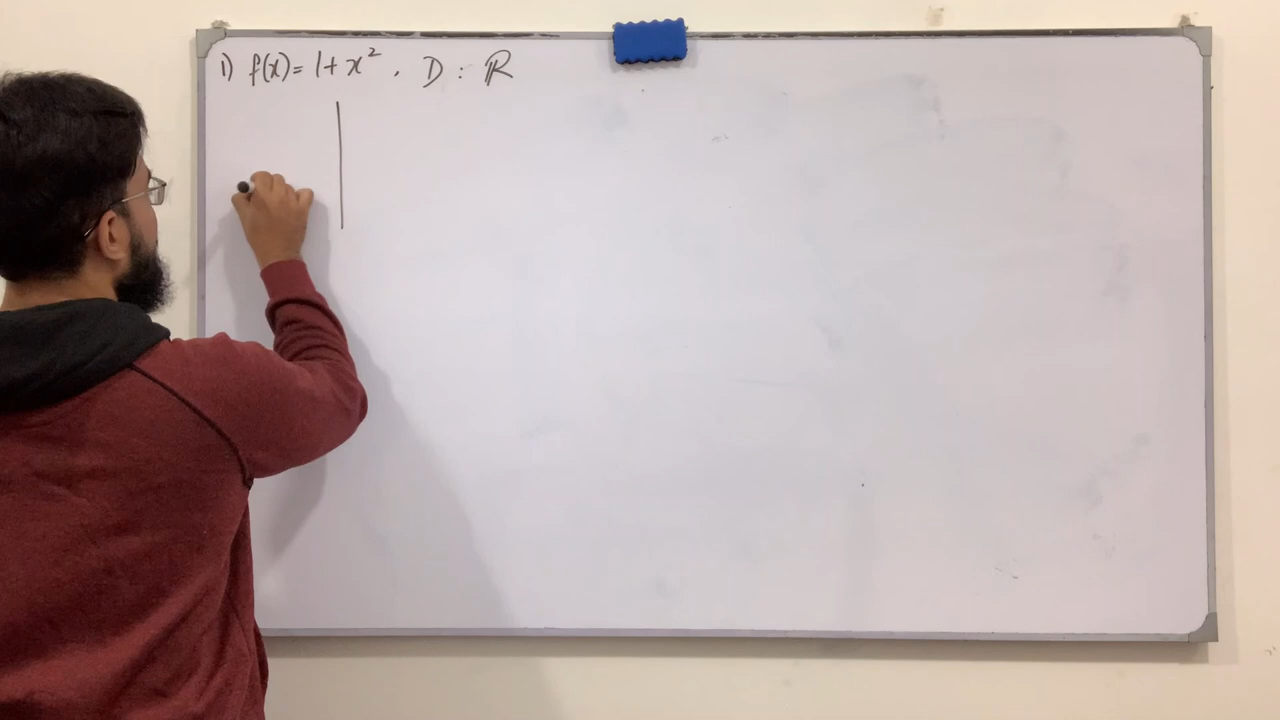 1) f(x) = 1 + x², D : ℝ